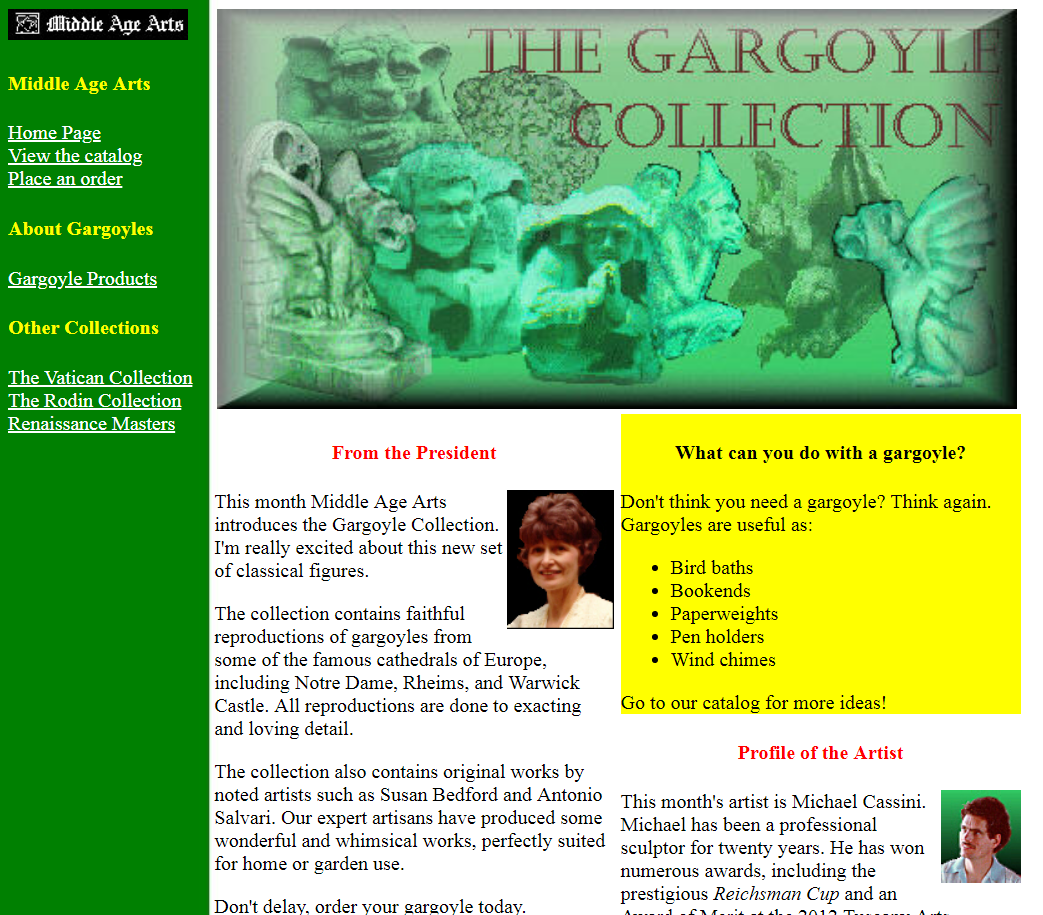 Middle Age Arts
Middle Age Arts
Home Page
View the catalog
Place an order
About Gargoyles
Gargoyle Products
Other Collections
The Vatican Collection
The Rodin Collection
Renaissance Masters
THE GARGOYLE
COLLECTION
From the President
This month Middle Age Arts
introduces the Gargoyle Collection.
I'm really excited about this new set
of classical figures.
The collection contains faithful
reproductions of gargoyles from
some of the famous cathedrals of Europe,
including Notre Dame, Rheims, and Warwick
Castle. All reproductions are done to exacting
and loving detail.
The collection also contains original works by
noted artists such as Susan Bedford and Antonio
Salvari. Our expert artisans have produced some
wonderful and whimsical works, perfectly suited
for home or garden use.
Don't delay, order your gargoyle today.
What can you do with a gargoyle?
Don't think you need a gargoyle? Think again.
Gargoyles are useful as:
• Bird baths
• Bookends
• Paperweights
• Pen holders
• Wind chimes
Go to our catalog for more ideas!
Profile of the Artist
This month's artist is Michael Cassini.
Michael has been a professional
sculptor for twenty years. He has won
numerous awards, including the
prestigious Reichsman Cup and an
Award of Merit at the 2012 Tuscany Arts